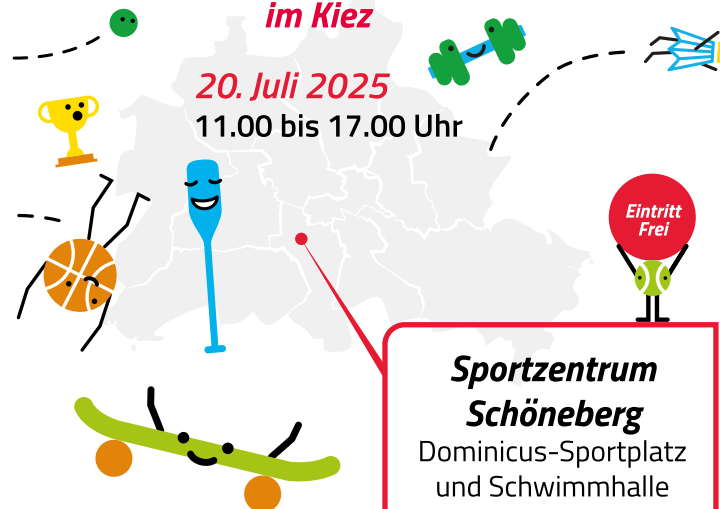 im Kiez
20. Juli 2025
11.00 bis 17.00 Uhr
Eintritt
Frei
Sportzentrum
Schöneberg
Dominicus-Sportplatz
und Schwimmhalle